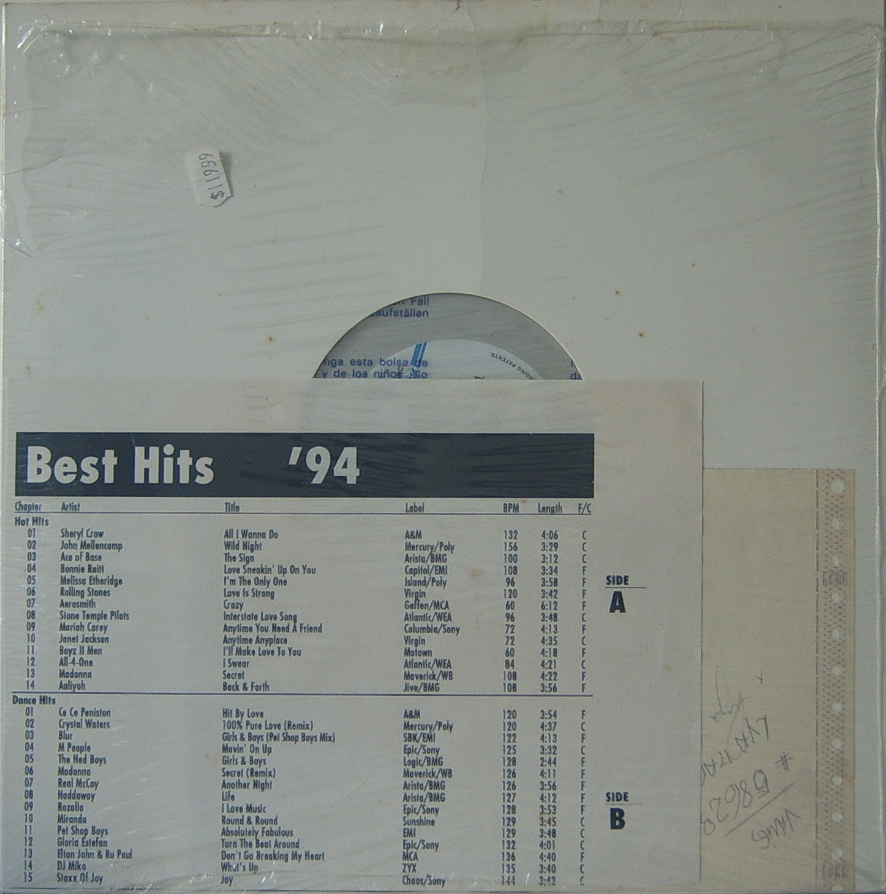 $11999
n Fall
aufställen
nga esta bolsa de
y de los niños. No
DING PATENTS.
Best Hits '94
Chapter Artist Title Label BPM Length F/C
Hot Hits
01 Sheryl Crow All I Wanna Do A&M 132 4:06 C
02 John Mellencamp Wild Night Mercury/Poly 156 3:29 C
03 Ace of Base The Sign Arista/BMG 100 3:12 C
04 Bonnie Raitt Love Sneakin' Up On You Capitol/EMI 108 3:34 F
05 Melissa Etheridge I'm The Only One Island/Poly 96 3:58 F
06 Rolling Stones Love Is Strong Virgin 120 3:42 F
07 Aerosmith Crazy Geffen/MCA 60 6:12 F
08 Stone Temple Pilots Interstate Love Song Atlantic/WEA 96 3:48 C
09 Mariah Carey Anytime You Need A Friend Columbia/Sony 72 4:13 F
10 Janet Jackson Anytime Anyplace Virgin 72 4:35 C
11 Boyz II Men I'll Make Love To You Motown 60 4:18 F
12 All-4-One I Swear Atlantic/WEA 84 4:21 C
13 Madonna Secret Maverick/WB 108 4:22 F
14 Aaliyah Back & Forth Jive/BMG 108 3:56 F
SIDE
A
Dance Hits
01 Ce Ce Peniston Hit By Love A&M 120 3:54 F
02 Crystal Waters 100% Pure Love (Remix) Mercury/Poly 120 4:37 C
03 Blur Girls & Boys (Pet Shop Boys Mix) SBK/EMI 122 4:13 F
04 M People Movin' On Up Epic/Sony 125 3:32 C
05 The Hed Boys Girls & Boys Logic/BMG 128 2:44 F
06 Madonna Secret (Remix) Maverick/WB 126 4:11 F
07 Real McCoy Another Night Arista/BMG 126 3:56 F
08 Haddaway Life Arista/BMG 127 4:12 F
09 Rozalla I Love Music Epic/Sony 128 3:53 F
10 Miranda Round & Round Sunshine 129 3:45 C
11 Pet Shop Boys Absolutely Fabulous EMI 129 3:48 C
12 Gloria Estefan Turn The Beat Around Epic/Sony 132 4:01 C
13 Elton John & Ru Paul Don't Go Breaking My Heart MCA 136 4:40 F
14 DJ Miko What's Up ZYX 135 3:40 C
15 Staxx Of Joy Joy Chaos/Sony 144 3:42 C
SIDE
B